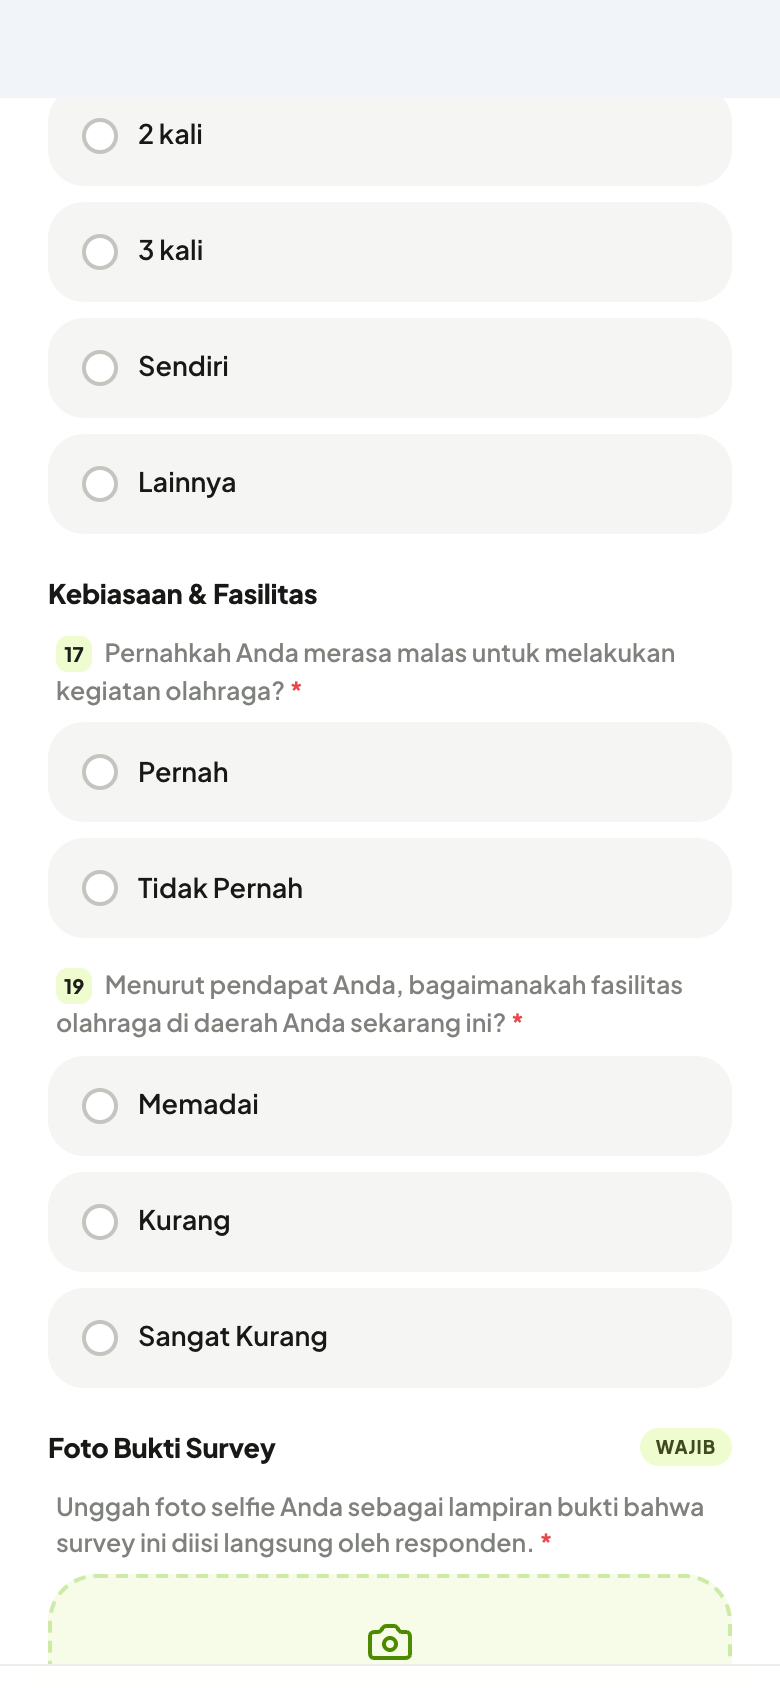 2 kali
3 kali
Sendiri
Lainnya
Kebiasaan & Fasilitas
17 Pernahkah Anda merasa malas untuk melakukan
kegiatan olahraga? *
Pernah
Tidak Pernah
19 Menurut pendapat Anda, bagaimanakah fasilitas
olahraga di daerah Anda sekarang ini? *
Memadai
Kurang
Sangat Kurang
Foto Bukti Survey WAJIB
Unggah foto selfie Anda sebagai lampiran bukti bahwa
survey ini diisi langsung oleh responden. *